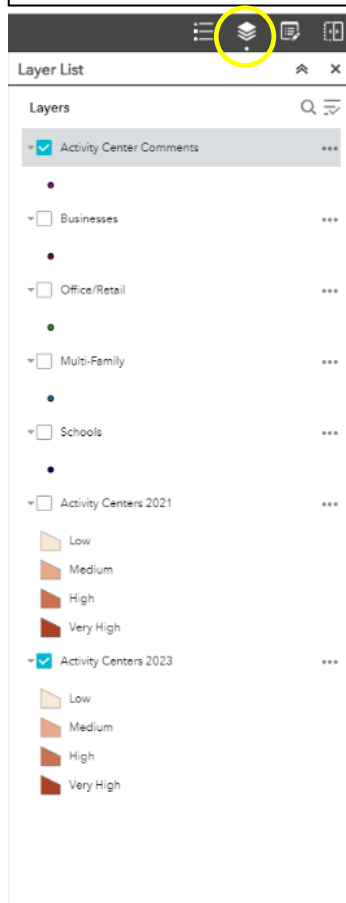 Layer List
Layers
Activity Center Comments
Businesses
Office/Retail
Multi-Family
Schools
Activity Centers 2021
Low
Medium
High
Very High
Activity Centers 2023
Low
Medium
High
Very High